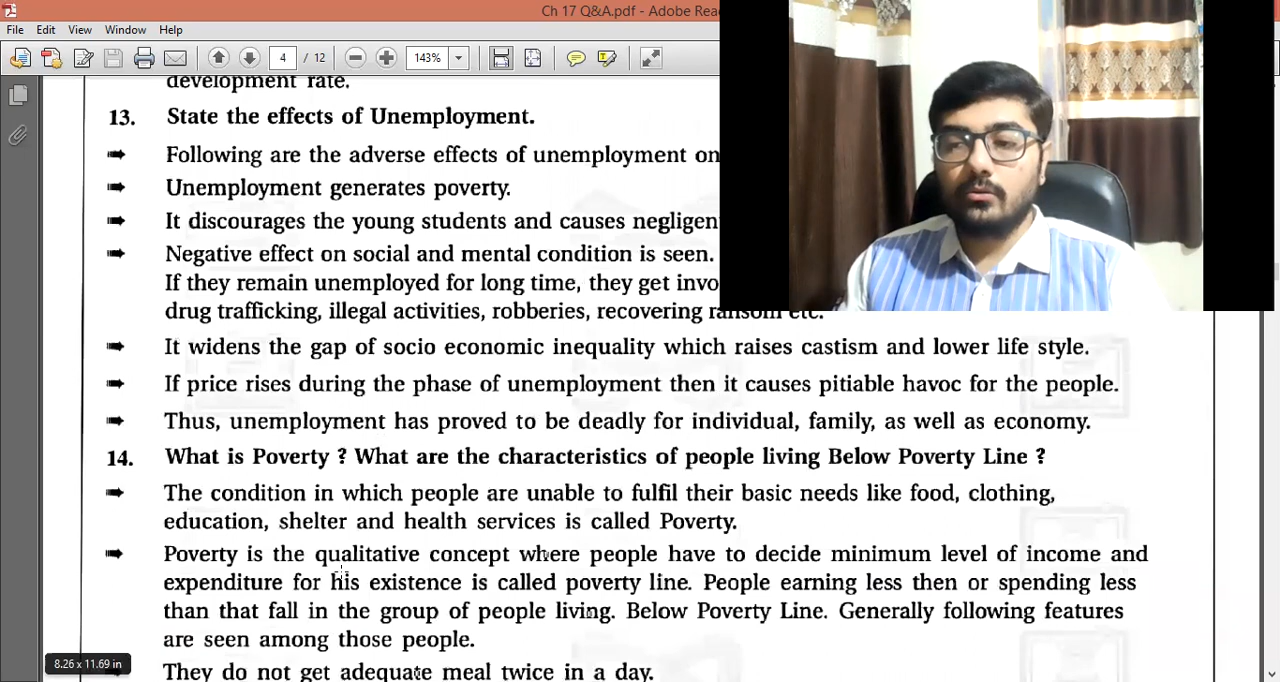 Ch 17 Q&A.pdf - Adobe Rea
File Edit View Window Help
4 / 12 143%
development rate.
13. State the effects of Unemployment.
➟ Following are the adverse effects of unemployment on
➟ Unemployment generates poverty.
➟ It discourages the young students and causes negligen
➟ Negative effect on social and mental condition is seen.
If they remain unemployed for long time, they get invo
drug trafficking, illegal activities, robberies, recovering ransom etc.
➟ It widens the gap of socio economic inequality which raises castism and lower life style.
➟ If price rises during the phase of unemployment then it causes pitiable havoc for the people.
➟ Thus, unemployment has proved to be deadly for individual, family, as well as economy.
14. What is Poverty ? What are the characteristics of people living Below Poverty Line ?
➟ The condition in which people are unable to fulfil their basic needs like food, clothing,
education, shelter and health services is called Poverty.
➟ Poverty is the qualitative concept where people have to decide minimum level of income and
expenditure for his existence is called poverty line. People earning less then or spending less
than that fall in the group of people living. Below Poverty Line. Generally following features
are seen among those people.
➟ They do not get adequate meal twice in a day.
8.26 x 11.69 in